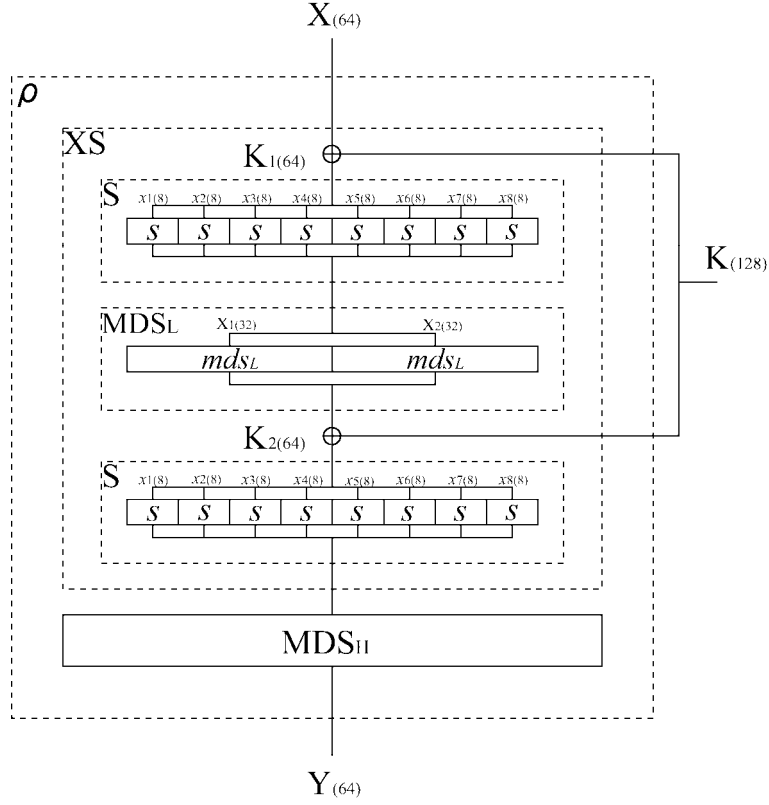 X(64)
ρ
XS
K1(64)
S
x1(8) x2(8) x3(8) x4(8) x5(8) x6(8) x7(8) x8(8)
s s s s s s s s
K(128)
MDSL
X1(32) X2(32)
mdsL mdsL
K2(64)
S
x1(8) x2(8) x3(8) x4(8) x5(8) x6(8) x7(8) x8(8)
s s s s s s s s
MDSH
Y(64)